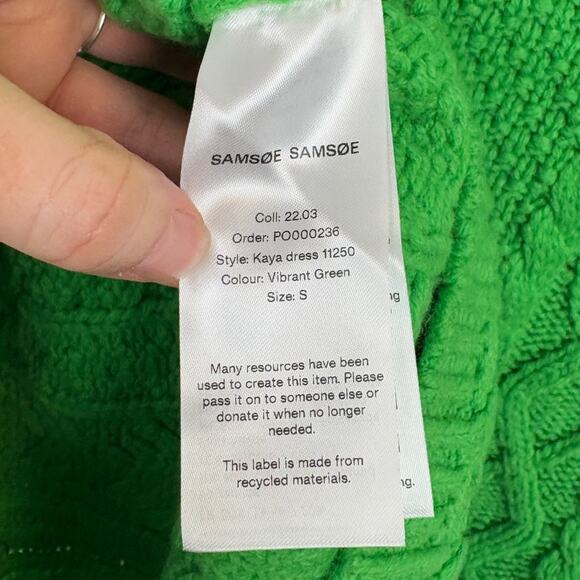 SAMSØE SAMSØE
Coll: 22.03
Order: PO000236
Style: Kaya dress 11250
Colour: Vibrant Green
Size: S
Many resources have been
used to create this item. Please
pass it on to someone else or
donate it when no longer
needed.
This label is made from
recycled materials.